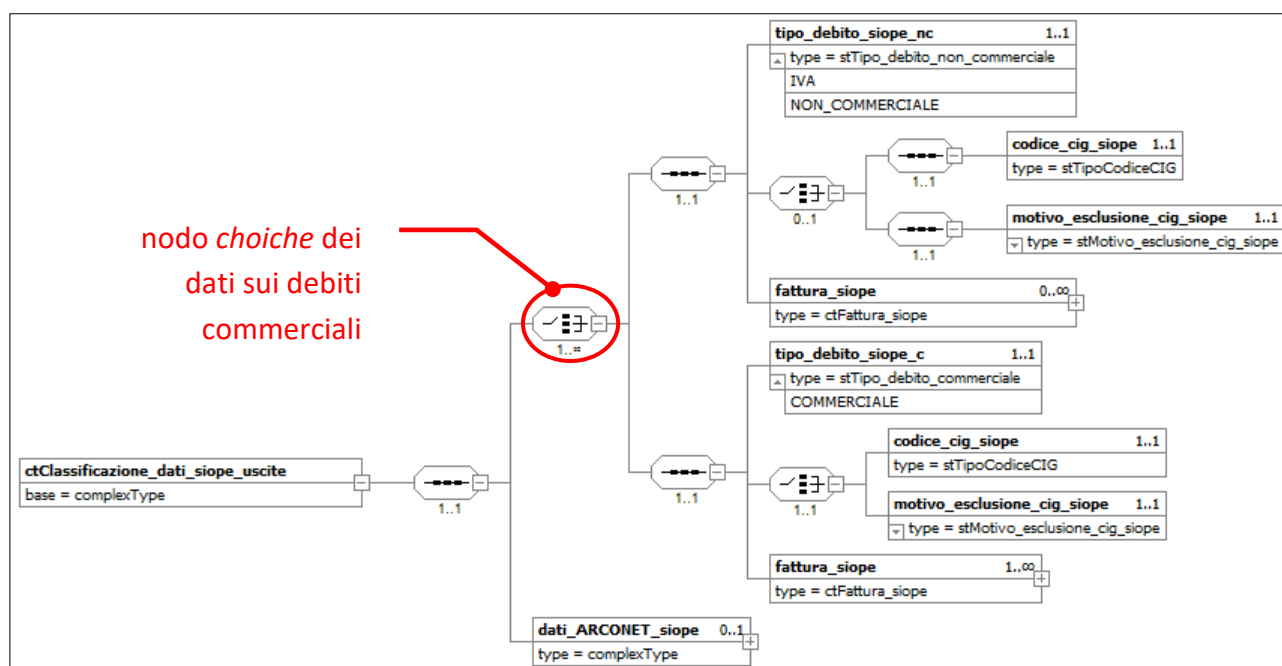 tipo_debito_siope_nc 1..1
type = stTipo_debito_non_commerciale
IVA
NON_COMMERCIALE
1..1
codice_cig_siope 1..1
type = stTipoCodiceCIG
1..1
0..1
motivo_esclusione_cig_siope 1..1
type = stMotivo_esclusione_cig_siope
1..1
fattura_siope 0..∞
type = ctFattura_siope
nodo choiche dei
dati sui debiti
commerciali
1..∞
tipo_debito_siope_c 1..1
type = stTipo_debito_commerciale
COMMERCIALE
1..1
codice_cig_siope 1..1
type = stTipoCodiceCIG
1..1
motivo_esclusione_cig_siope 1..1
type = stMotivo_esclusione_cig_siope
fattura_siope 1..∞
type = ctFattura_siope
ctClassificazione_dati_siope_uscite
base = complexType
1..1
dati_ARCONET_siope 0..1
type = complexType